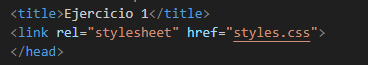 <title>Ejercicio 1</title>
<link rel="stylesheet" href="styles.css">
</head>